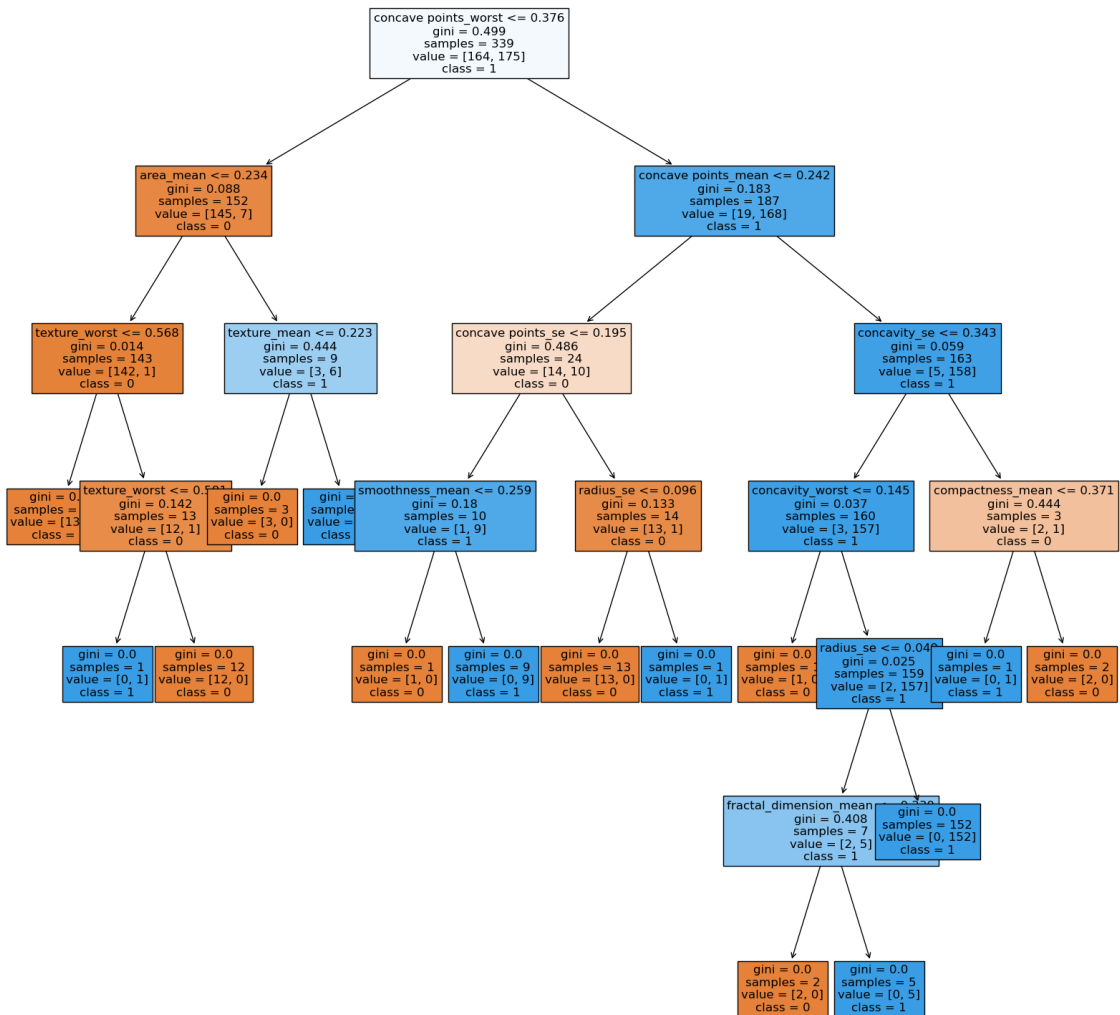 concave points_worst <= 0.376
gini = 0.499
samples = 339
value = [164, 175]
class = 1
area_mean <= 0.234
gini = 0.088
samples = 152
value = [145, 7]
class = 0
concave points_mean <= 0.242
gini = 0.183
samples = 187
value = [19, 168]
class = 1
texture_worst <= 0.568
gini = 0.014
samples = 143
value = [142, 1]
class = 0
texture_mean <= 0.223
gini = 0.444
samples = 9
value = [3, 6]
class = 1
concave points_se <= 0.195
gini = 0.486
samples = 24
value = [14, 10]
class = 0
concavity_se <= 0.343
gini = 0.059
samples = 163
value = [5, 158]
class = 1
gini =
samples =
value =
class =
texture_worst <=
gini = 0.142
samples = 13
value = [12, 1]
class = 0
gini = 0.0
samples = 3
value = [3, 0]
class = 0
gini =
smoothness_mean <= 0.259
gini = 0.18
samples = 10
value = [1, 9]
class = 1
radius_se <= 0.096
gini = 0.133
samples = 14
value = [13, 1]
class = 0
concavity_worst <= 0.145
gini = 0.037
samples = 160
value = [3, 157]
class = 1
compactness_mean <= 0.371
gini = 0.444
samples = 3
value = [2, 1]
class = 0
gini = 0.0
samples = 1
value = [0, 1]
class = 1
gini = 0.0
samples = 12
value = [12, 0]
class = 0
gini = 0.0
samples = 1
value = [1, 0]
class = 0
gini = 0.0
samples = 9
value = [0, 9]
class = 1
gini = 0.0
samples = 13
value = [13, 0]
class = 0
gini = 0.0
samples = 1
value = [0, 1]
class = 1
gini = 0.0
samples =
value = [1, 0]
class = 0
radius_se <=
gini = 0.025
samples = 159
value = [2, 157]
class = 1
gini = 0.0
samples = 1
value = [0, 1]
class = 1
gini = 0.0
samples = 2
value = [2, 0]
class = 0
fractal_dimension_mean
gini = 0.408
samples = 7
value = [2, 5]
class = 1
gini = 0.0
samples = 152
value = [0, 152]
class = 1
gini = 0.0
samples = 2
value = [2, 0]
class = 0
gini = 0.0
samples = 5
value = [0, 5]
class = 1